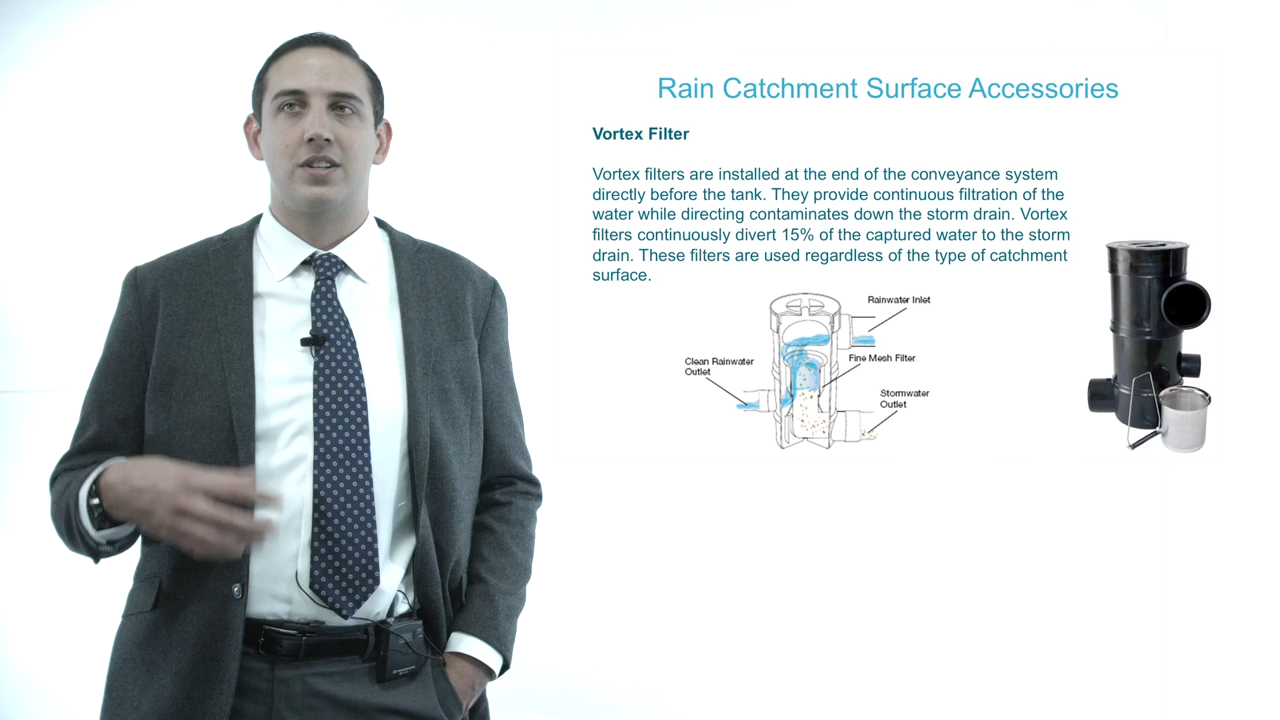 Rain Catchment Surface Accessories
Vortex Filter
Vortex filters are installed at the end of the conveyance system
directly before the tank. They provide continuous filtration of the
water while directing contaminates down the storm drain. Vortex
filters continuously divert 15% of the captured water to the storm
drain. These filters are used regardless of the type of catchment
surface.
Rainwater Inlet
Clean Rainwater
Outlet
Fine Mesh Filter
Stormwater
Outlet